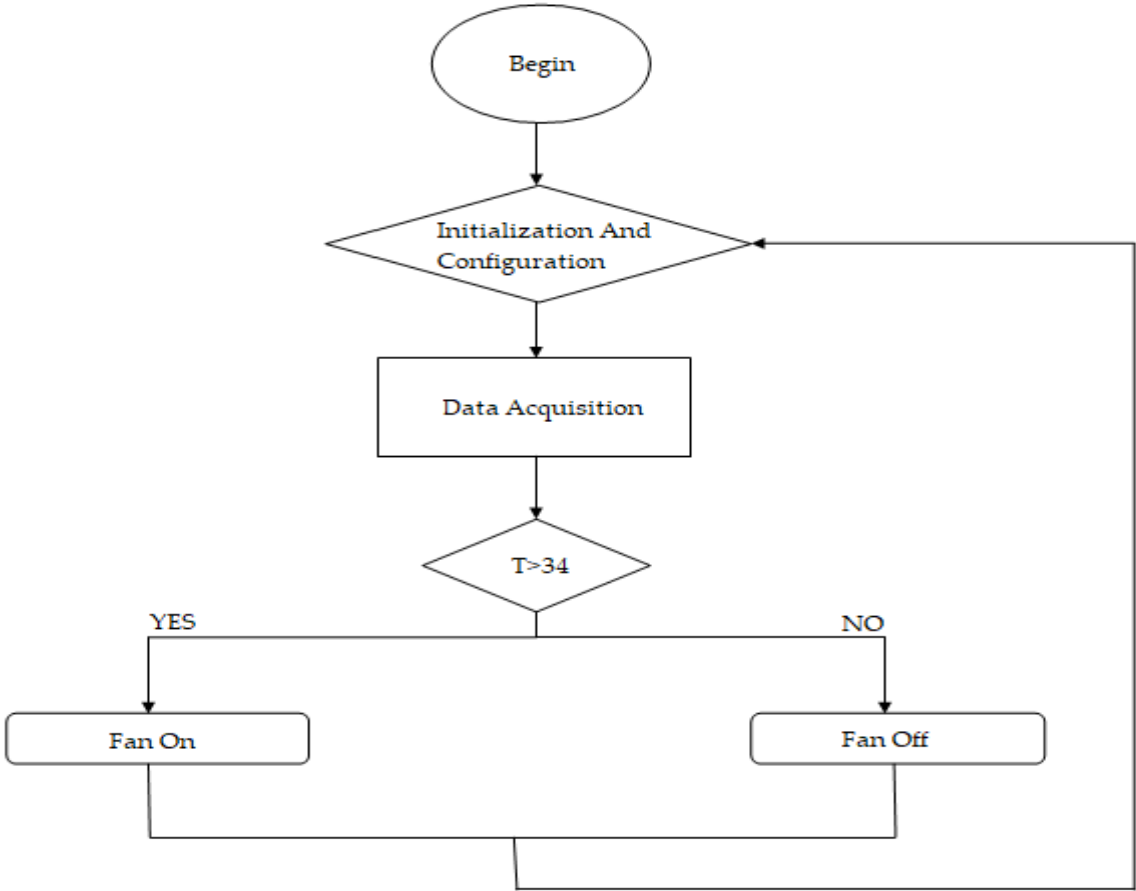 Begin
Initialization And
Configuration
Data Acquisition
T>34
YES
NO
Fan On
Fan Off